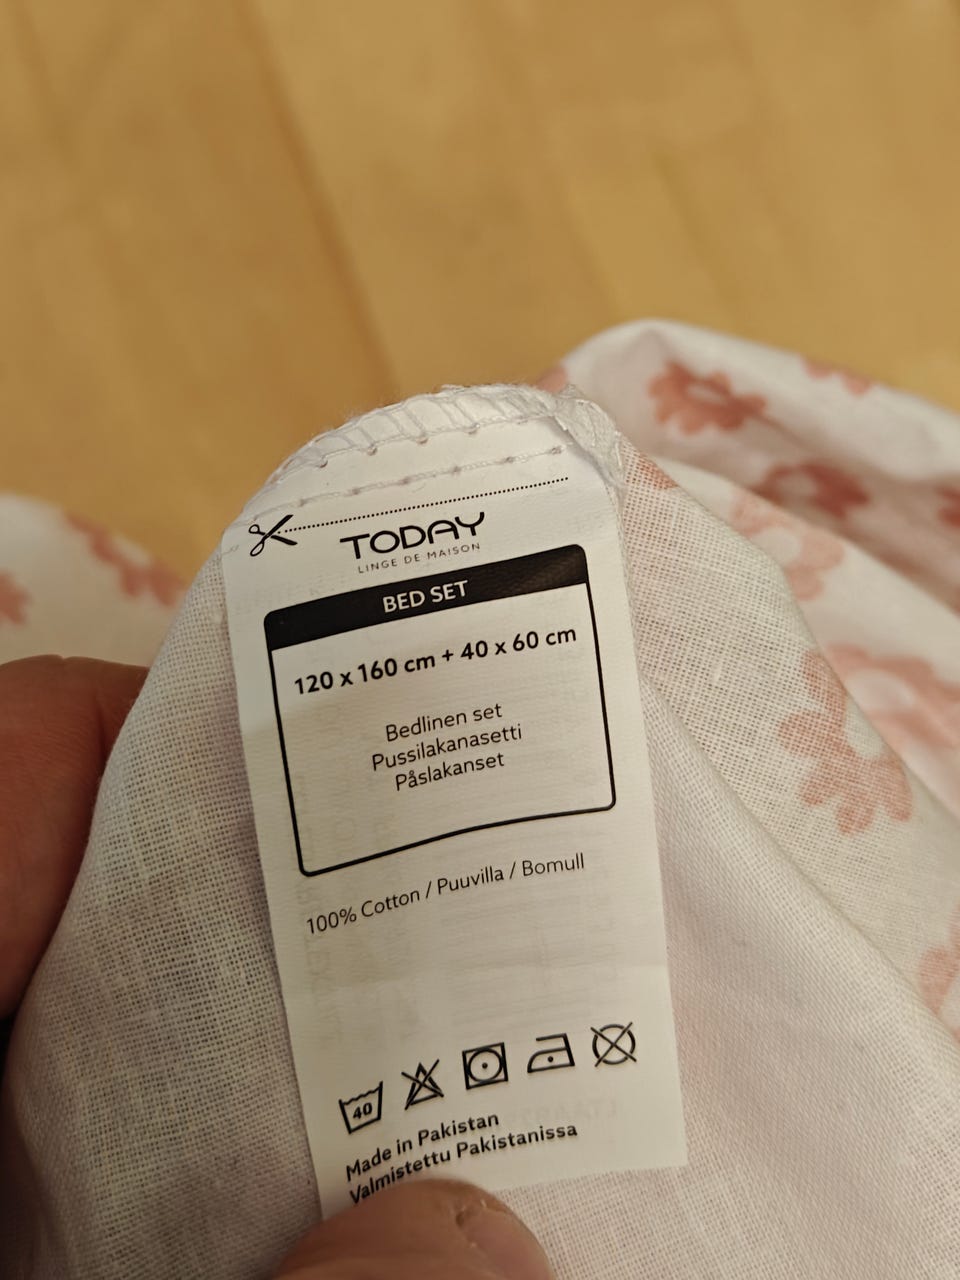 TODAY
LINGE DE MAISON
BED SET
120 x 160 cm + 40 x 60 cm
Bedlinen set
Pussilakanasetti
Påslakanset
100% Cotton / Puuvilla / Bomull
40
Made in Pakistan
Valmistettu Pakistanissa